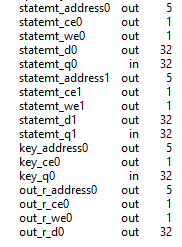 statemt_address0 out 5
statemt_ce0 out 1
statemt_we0 out 1
statemt_d0 out 32
statemt_q0 in 32
statemt_address1 out 5
statemt_ce1 out 1
statemt_we1 out 1
statemt_d1 out 32
statemt_q1 in 32
key_address0 out 5
key_ce0 out 1
key_q0 in 32
out_r_address0 out 5
out_r_ce0 out 1
out_r_we0 out 1
out_r_d0 out 32